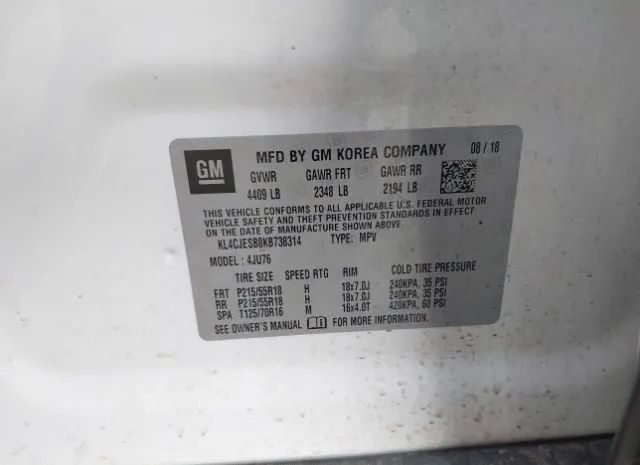 GM MFD BY GM KOREA COMPANY 08 / 18
GVWR GAWR FRT GAWR RR
4409 LB 2348 LB 2194 LB
THIS VEHICLE CONFORMS TO ALL APPLICABLE U.S. FEDERAL MOTOR
VEHICLE SAFETY AND THEFT PREVENTION STANDARDS IN EFFECT
ON THE DATE OF MANUFACTURE SHOWN ABOVE.
KL4CJESB8KB738314 TYPE: MPV
MODEL : 4JU76
TIRE SIZE SPEED RTG RIM COLD TIRE PRESSURE
FRT P215/55R18 H 18x7.0J 240KPA, 35 PSI
RR P215/55R18 H 18x7.0J 240KPA, 35 PSI
SPA T125/70R16 M 16x4.0T 420KPA, 60 PSI
SEE OWNER'S MANUAL FOR MORE INFORMATION.